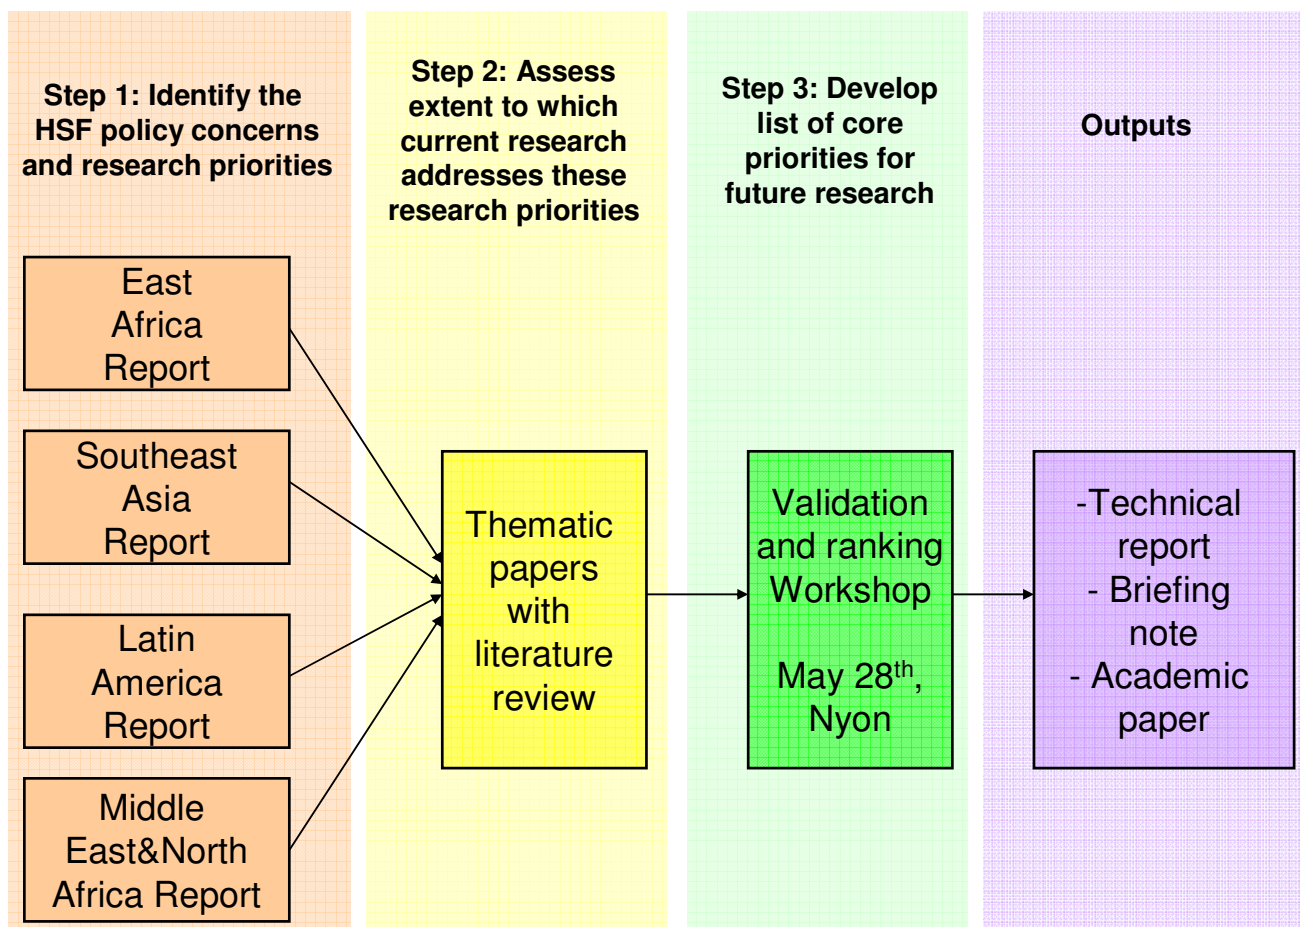 Step 1: Identify the
HSF policy concerns
and research priorities
Step 2: Assess
extent to which
current research
addresses these
research priorities
Step 3: Develop
list of core
priorities for
future research
Outputs
East
Africa
Report
Southeast
Asia
Report
Latin
America
Report
Middle
East&North
Africa Report
Thematic
papers
with
literature
review
Validation
and ranking
Workshop
May 28th,
Nyon
-Technical
report
- Briefing
note
- Academic
paper